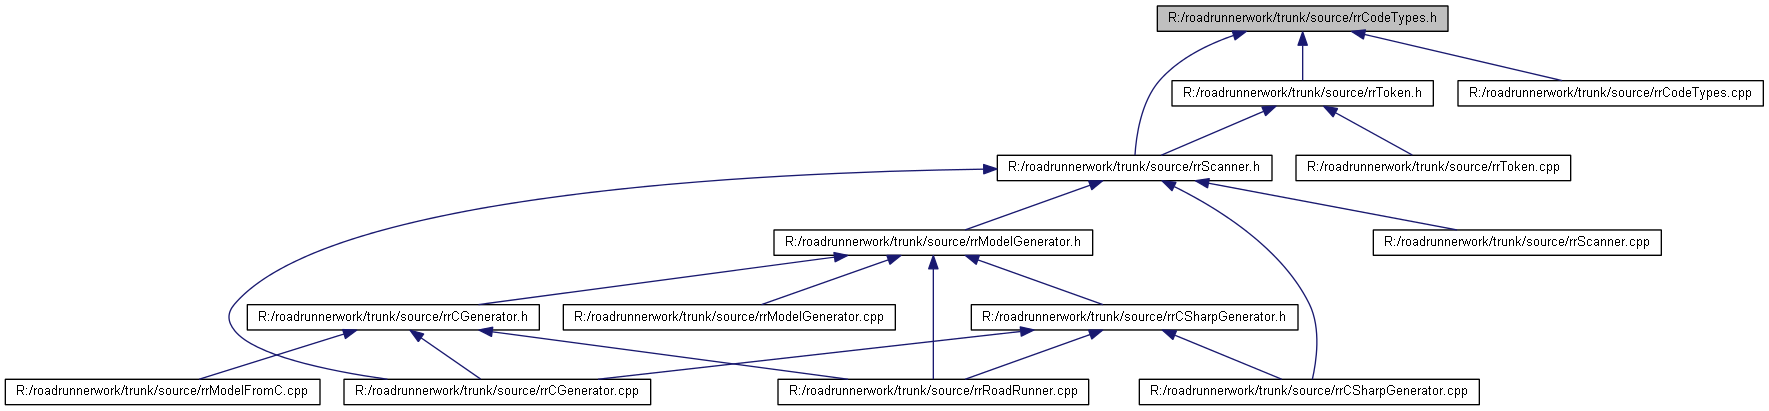 R:/roadrunnerwork/trunk/source/rrCodeTypes.h
R:/roadrunnerwork/trunk/source/rrToken.h
R:/roadrunnerwork/trunk/source/rrCodeTypes.cpp
R:/roadrunnerwork/trunk/source/rrScanner.h
R:/roadrunnerwork/trunk/source/rrToken.cpp
R:/roadrunnerwork/trunk/source/rrModelGenerator.h
R:/roadrunnerwork/trunk/source/rrScanner.cpp
R:/roadrunnerwork/trunk/source/rrCGenerator.h
R:/roadrunnerwork/trunk/source/rrModelGenerator.cpp
R:/roadrunnerwork/trunk/source/rrCSharpGenerator.h
R:/roadrunnerwork/trunk/source/rrModelFromC.cpp
R:/roadrunnerwork/trunk/source/rrCGenerator.cpp
R:/roadrunnerwork/trunk/source/rrRoadRunner.cpp
R:/roadrunnerwork/trunk/source/rrCSharpGenerator.cpp